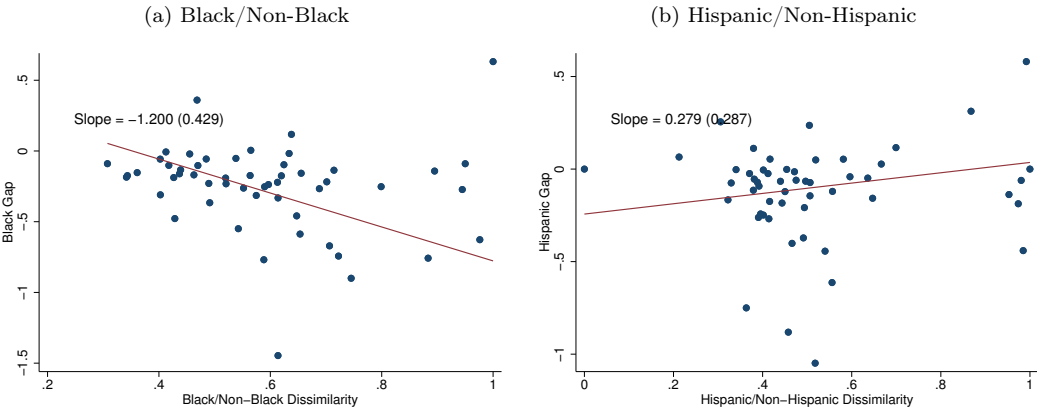 (a) Black/Non-Black
.5
0
−.5
−1
−1.5
Black Gap
Slope = −1.200 (0.429)
.2
.4
.6
.8
1
Black/Non−Black Dissimilarity
(b) Hispanic/Non-Hispanic
.5
0
−.5
−1
Hispanic Gap
Slope = 0.279 (0.287)
0
.2
.4
.6
.8
1
Hispanic/Non−Hispanic Dissimilarity